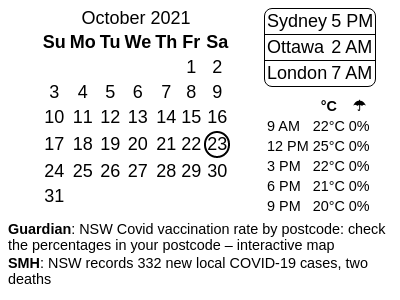 October 2021
Su Mo Tu We Th Fr Sa
1 2
3 4 5 6 7 8 9
10 11 12 13 14 15 16
17 18 19 20 21 22 23
24 25 26 27 28 29 30
31
Sydney 5 PM
Ottawa 2 AM
London 7 AM
°C ☂
9 AM 22°C 0%
12 PM 25°C 0%
3 PM 22°C 0%
6 PM 21°C 0%
9 PM 20°C 0%
Guardian: NSW Covid vaccination rate by postcode: check
the percentages in your postcode – interactive map
SMH: NSW records 332 new local COVID-19 cases, two
deaths